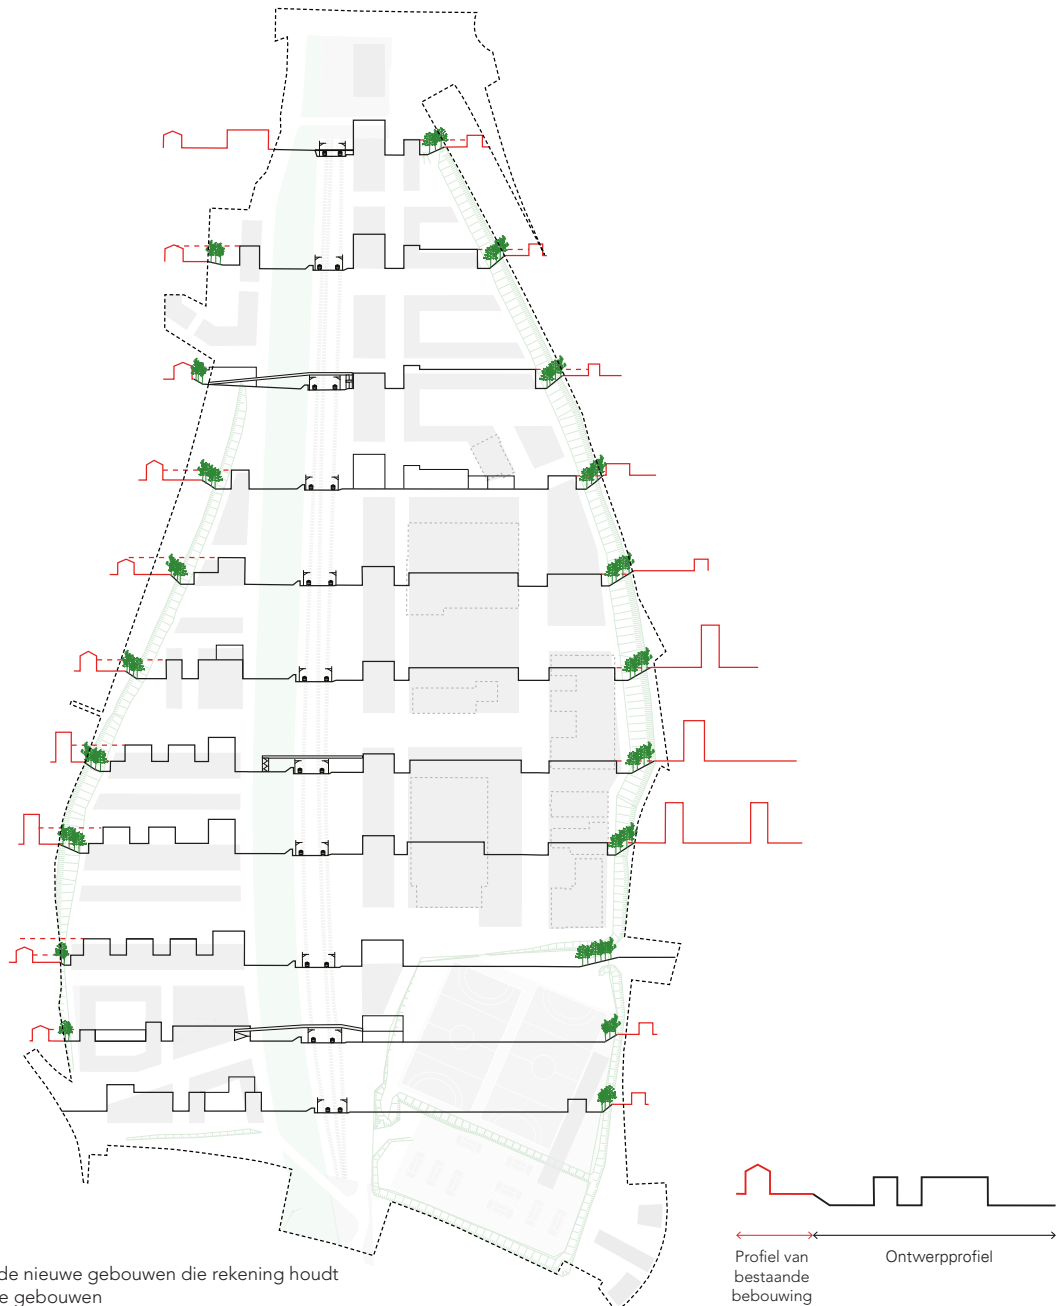 de nieuwe gebouwen die rekening houdt
e gebouwen
Profiel van
bestaande
bebouwing
Ontwerpprofiel